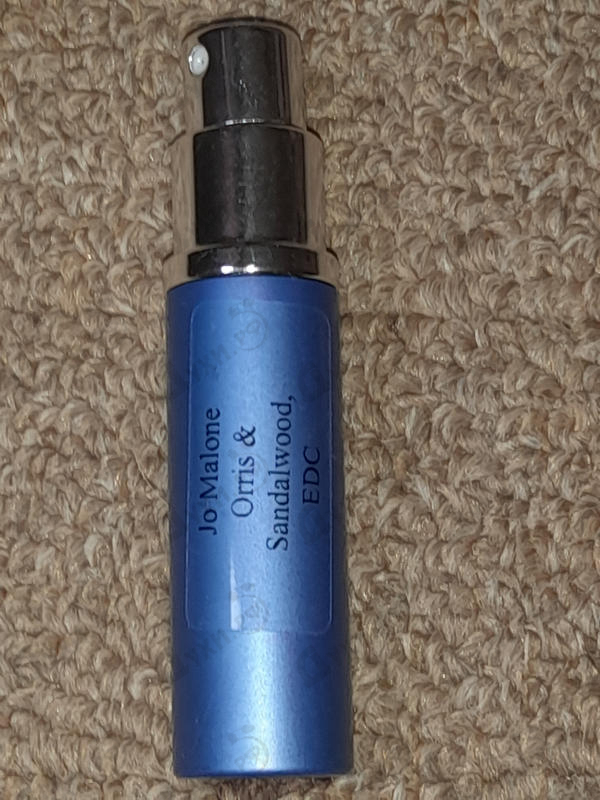 Jo Malone
Orris &
Sandalwood,
EDC